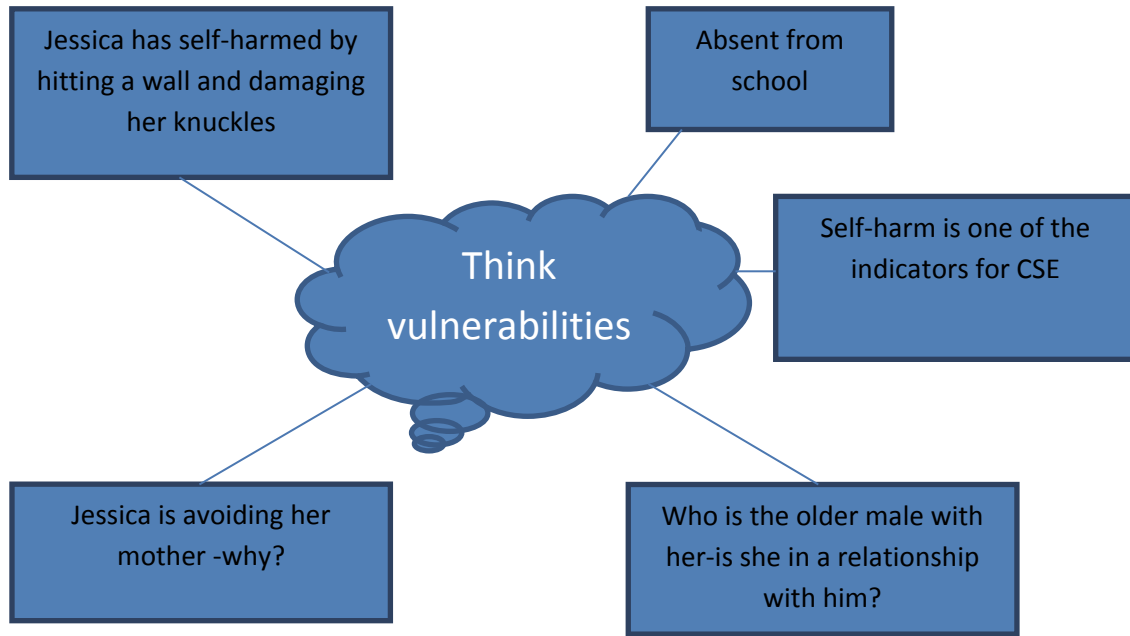 Jessica has self-harmed by
hitting a wall and damaging
her knuckles
Absent from
school
Think
vulnerabilities
Self-harm is one of the
indicators for CSE
Jessica is avoiding her
mother -why?
Who is the older male with
her-is she in a relationship
with him?